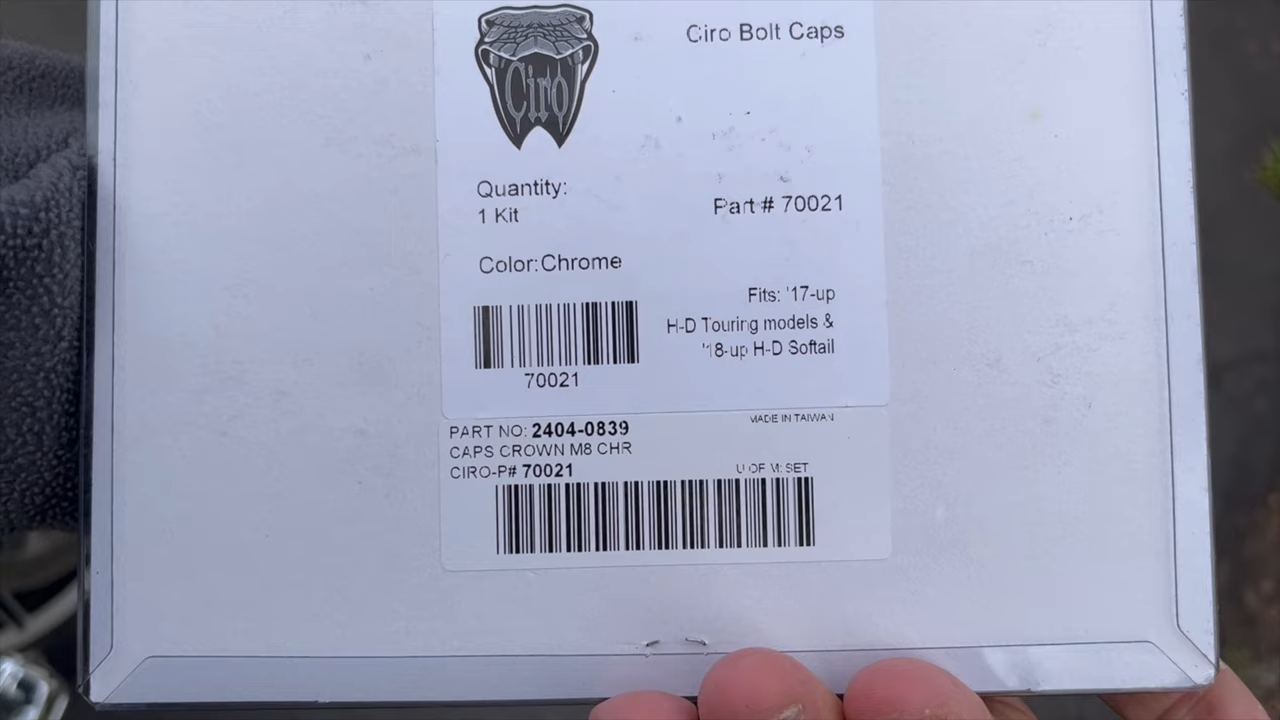 Ciro
Ciro Bolt Caps
Quantity:
1 Kit
Part # 70021
Color:Chrome
Fits: '17-up
H-D Touring models &
'18-up H-D Softail
70021
PART NO: 2404-0839
MADE IN TAIWAN
CAPS CROWN M8 CHR
CIRO-P# 70021
U OF M: SET